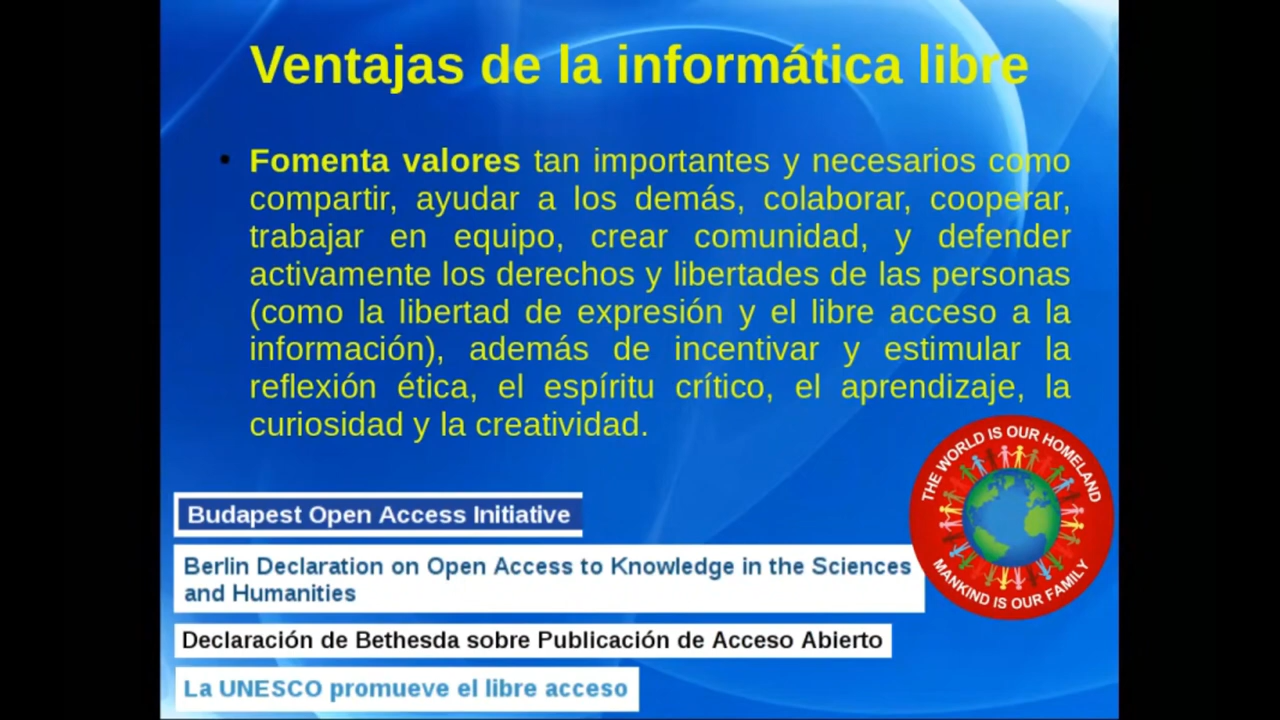 Ventajas de la informática libre
• Fomenta valores tan importantes y necesarios como
compartir, ayudar a los demás, colaborar, cooperar,
trabajar en equipo, crear comunidad, y defender
activamente los derechos y libertades de las personas
(como la libertad de expresión y el libre acceso a la
información), además de incentivar y estimular la
reflexión ética, el espíritu crítico, el aprendizaje, la
curiosidad y la creatividad.
THE WORLD IS OUR HOMELAND
MANKIND IS OUR FAMILY
Budapest Open Access Initiative
Berlin Declaration on Open Access to Knowledge in the Sciences
and Humanities
Declaración de Bethesda sobre Publicación de Acceso Abierto
La UNESCO promueve el libre acceso